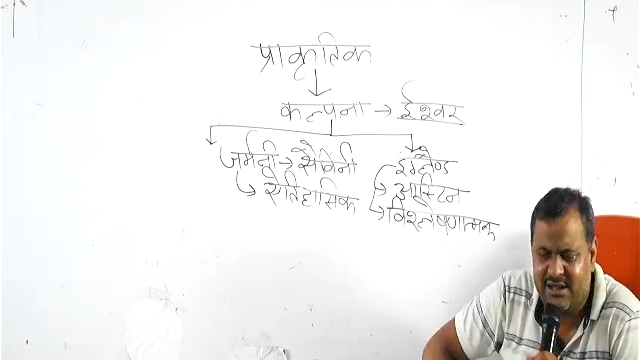 प्राकृतिक
कल्पना → ईश्वर
जर्मनी → सैविनी
→ ऐतिहासिक
इंग्लैण्ड
→ आस्टिन
→ विश्लेषणात्मक